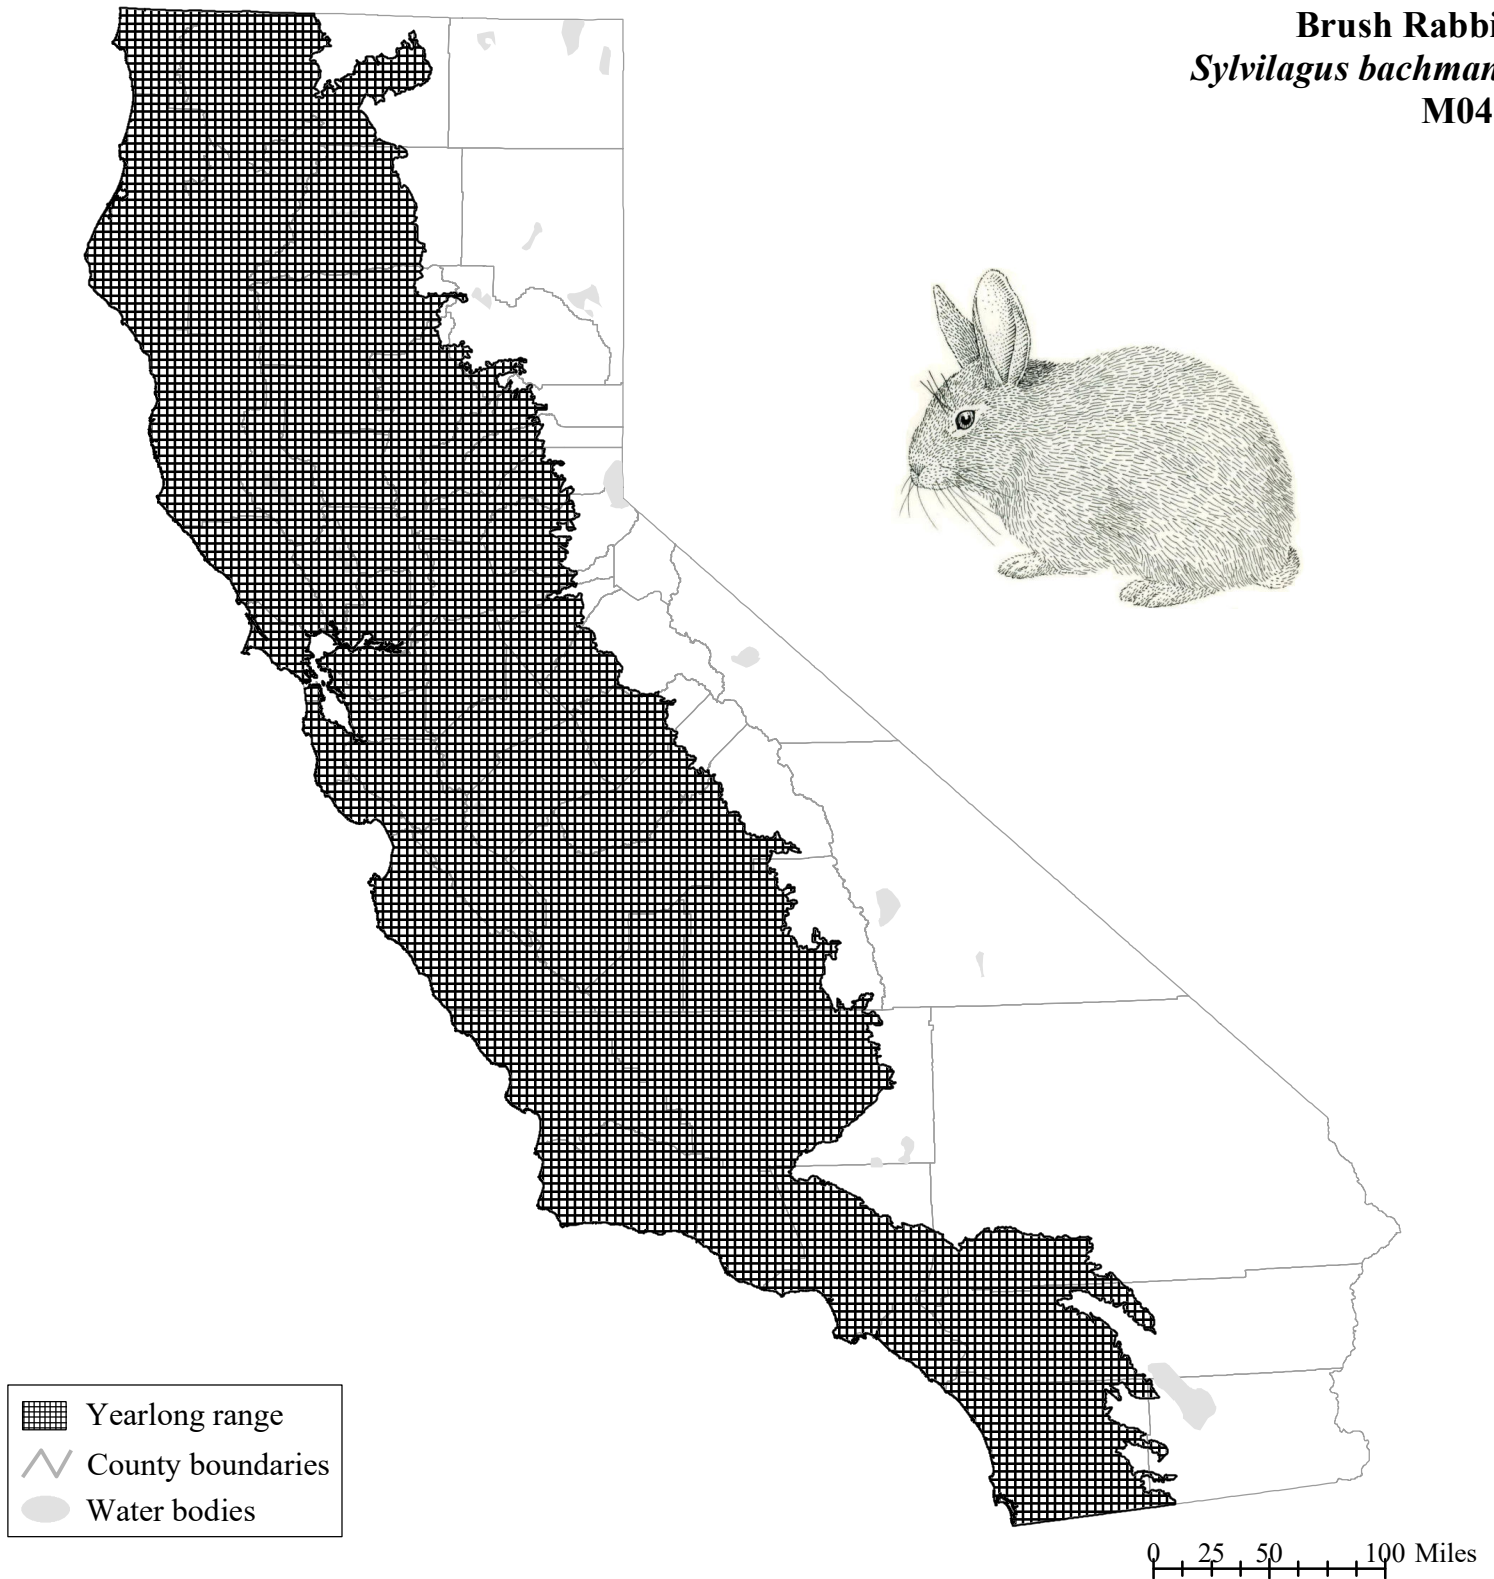 Brush Rabbi
Sylvilagus bachman
M04
Yearlong range
County boundaries
Water bodies
0 25 50 100 Miles